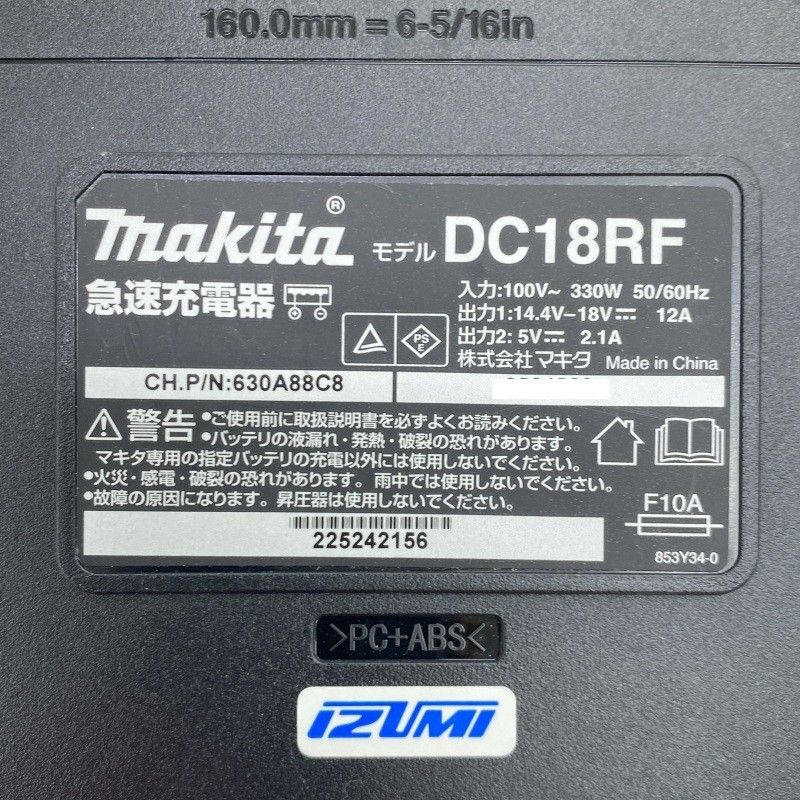 160.0mm = 6-5/16in
makita® モデル DC18RF
急速充電器
入力:100V~ 330W 50/60Hz
出力1:14.4V-18V⎓ 12A
出力2: 5V⎓ 2.1A
PS
E
株式会社マキタ Made in China
CH.P/N:630A88C8
警告 •ご使用前に取扱説明書を必ずよくお読みください。
•バッテリの液漏れ・発熱・破裂の恐れがあります。
マキタ専用の指定バッテリの充電以外には使用しないでください。
•火災・感電・破裂の恐れがあります。雨中では使用しないでください。
•故障の原因になります。昇圧器は使用しないでください。
F10A
225242156
853Y34-0
>PC+ABS<
IZUMI